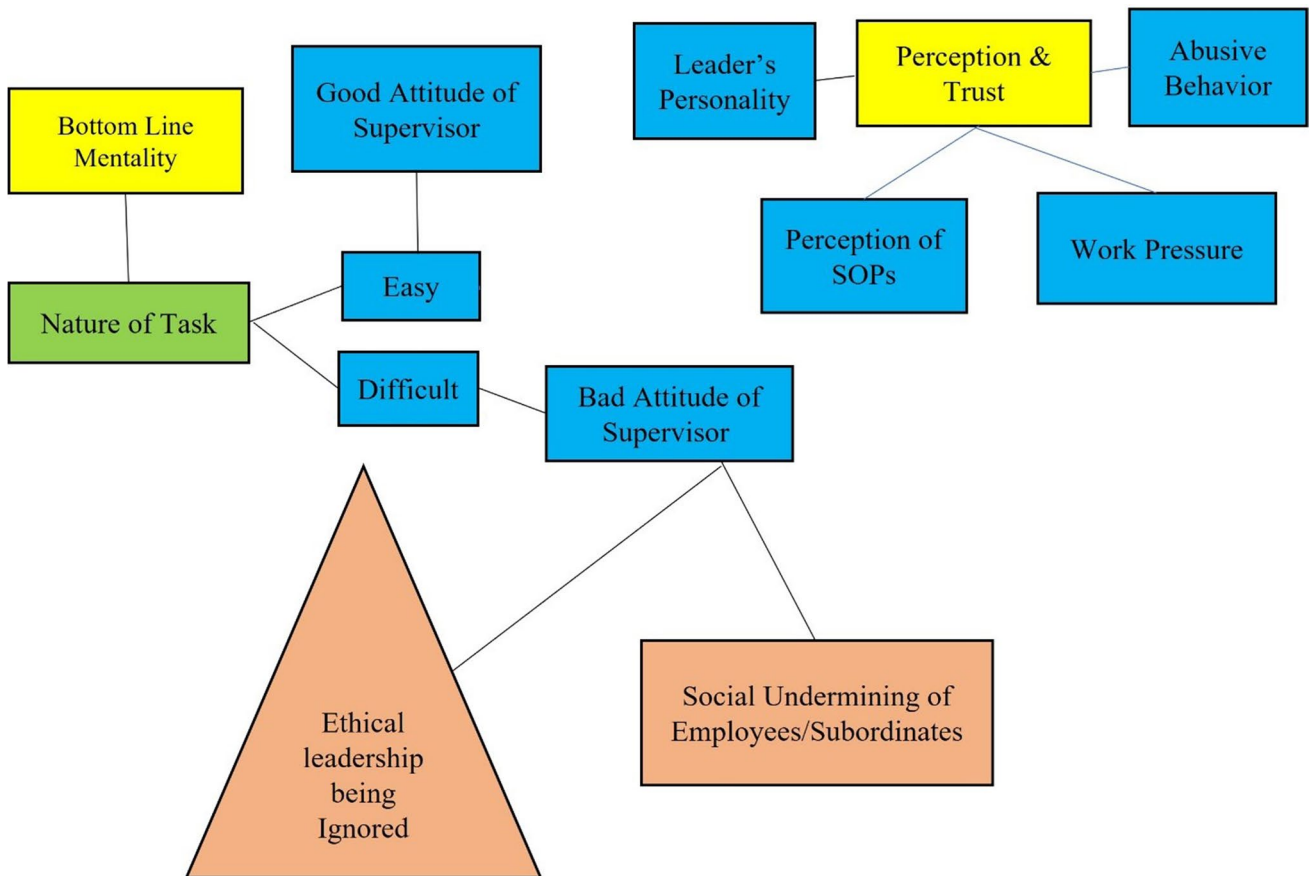 Bottom Line
Mentality
Good Attitude of
Supervisor
Leader’s
Personality
Perception &
Trust
Abusive
Behavior
Perception of
SOPs
Work Pressure
Nature of Task
Easy
Difficult
Bad Attitude of
Supervisor
Ethical
leadership
being
Ignored
Social Undermining of
Employees/Subordinates